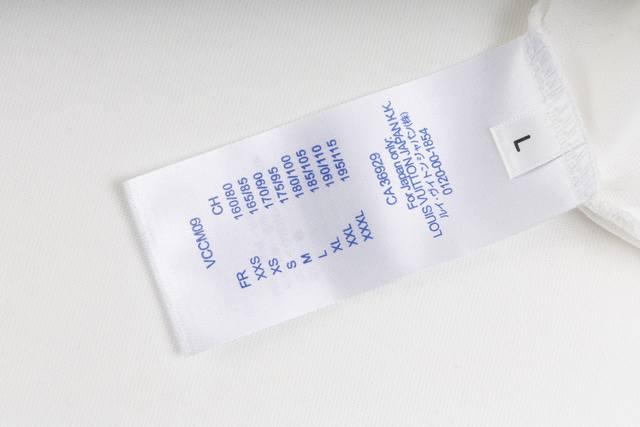 VCCM09
FR CH
XXS 160/80
XS 165/85
S 170/90
M 175/95
L 180/100
XL 185/105
XXL 190/110
XXXL 195/115
CA 36929
For Japan only:
LOUIS VUITTON JAPAN K.K.
ルイ・ヴィトン ジャパン(株)
0120-00-1854
L